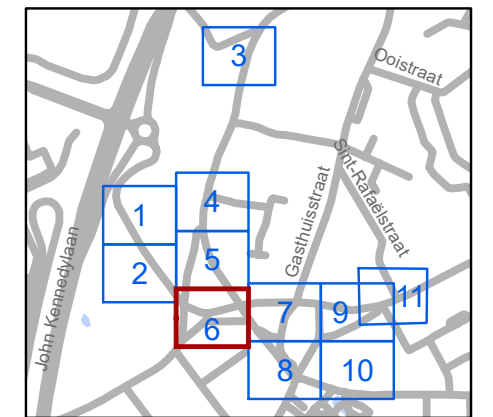 3
Ooistraat
Sint-Rafaëlstraat
Gasthuisstraat
John Kennedylaan
1
4
2
5
6
7
9
11
8
10